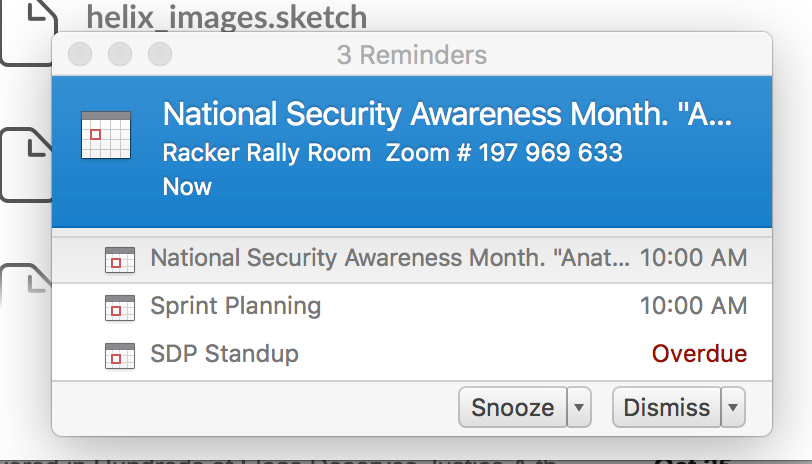 helix_images.sketch
3 Reminders
National Security Awareness Month. "A...
Racker Rally Room Zoom # 197 969 633
Now
National Security Awareness Month. "Anat... 10:00 AM
Sprint Planning 10:00 AM
SDP Standup Overdue
Snooze Dismiss